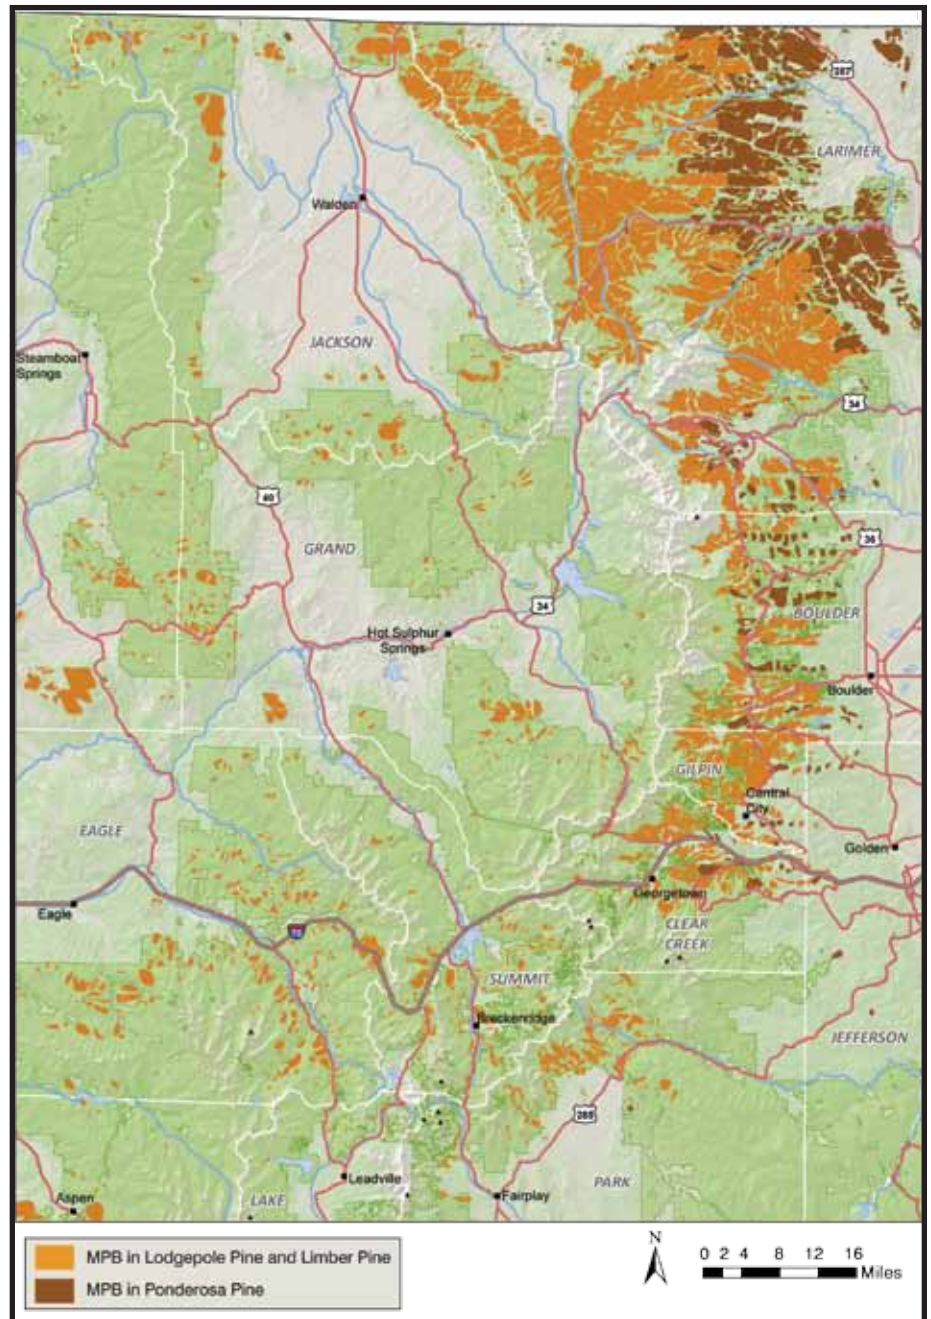 287
LARIMER
Walden
JACKSON
Steamboat
Springs
34
40
GRAND
36
34
BOULDER
Hot Sulphur
Springs
Boulder
GILPIN
Central
City
EAGLE
Golden
Georgetown
Eagle
CLEAR
CREEK
70
SUMMIT
Breckenridge
JEFFERSON
285
Leadville
PARK
Aspen
LAKE
Fairplay
MPB in Lodgepole Pine and Limber Pine
MPB in Ponderosa Pine
N
0 2 4 8 12 16
Miles